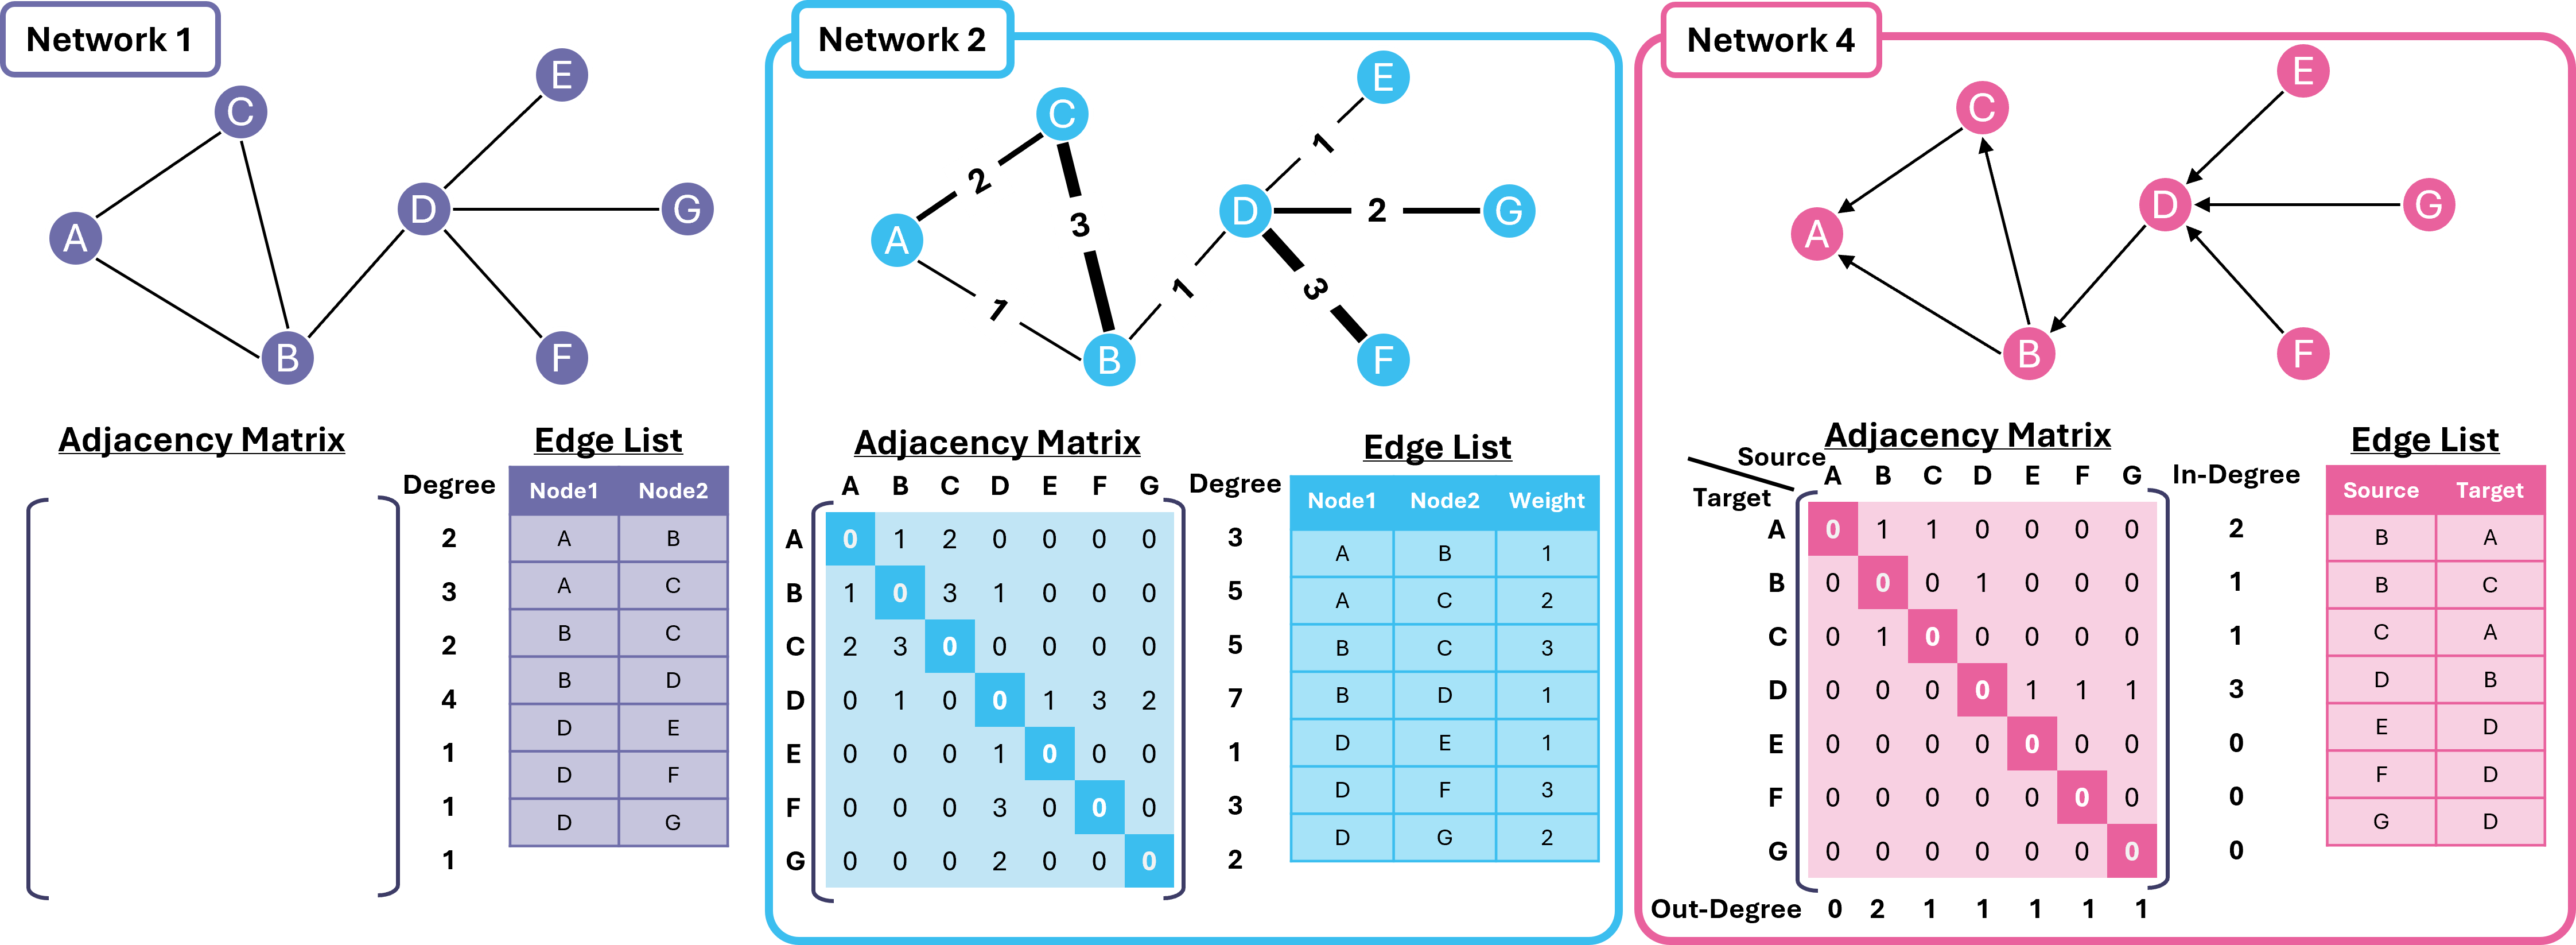 Network 1
C
E
A
D
G
B
F
Adjacency Matrix
Degree
2
3
2
4
1
1
1
Edge List
Node1 Node2
A B
A C
B C
B D
D E
D F
D G
Network 2
C
E
A
D
G
B
F
2
3
1
1
1
2
3
Adjacency Matrix
A B C D E F G Degree
A 0 1 2 0 0 0 0 3
B 1 0 3 1 0 0 0 5
C 2 3 0 0 0 0 0 5
D 0 1 0 0 1 3 2 7
E 0 0 0 1 0 0 0 1
F 0 0 0 3 0 0 0 3
G 0 0 0 2 0 0 0 2
Edge List
Node1 Node2 Weight
A B 1
A C 2
B C 3
B D 1
D E 1
D F 3
D G 2
Network 4
C
E
A
D
G
B
F
Adjacency Matrix
Source
Target
A B C D E F G In-Degree
A 0 1 1 0 0 0 0 2
B 0 0 0 1 0 0 0 1
C 0 1 0 0 0 0 0 1
D 0 0 0 0 1 1 1 3
E 0 0 0 0 0 0 0 0
F 0 0 0 0 0 0 0 0
G 0 0 0 0 0 0 0 0
Out-Degree 0 2 1 1 1 1 1
Edge List
Source Target
B A
B C
C A
D B
E D
F D
G D